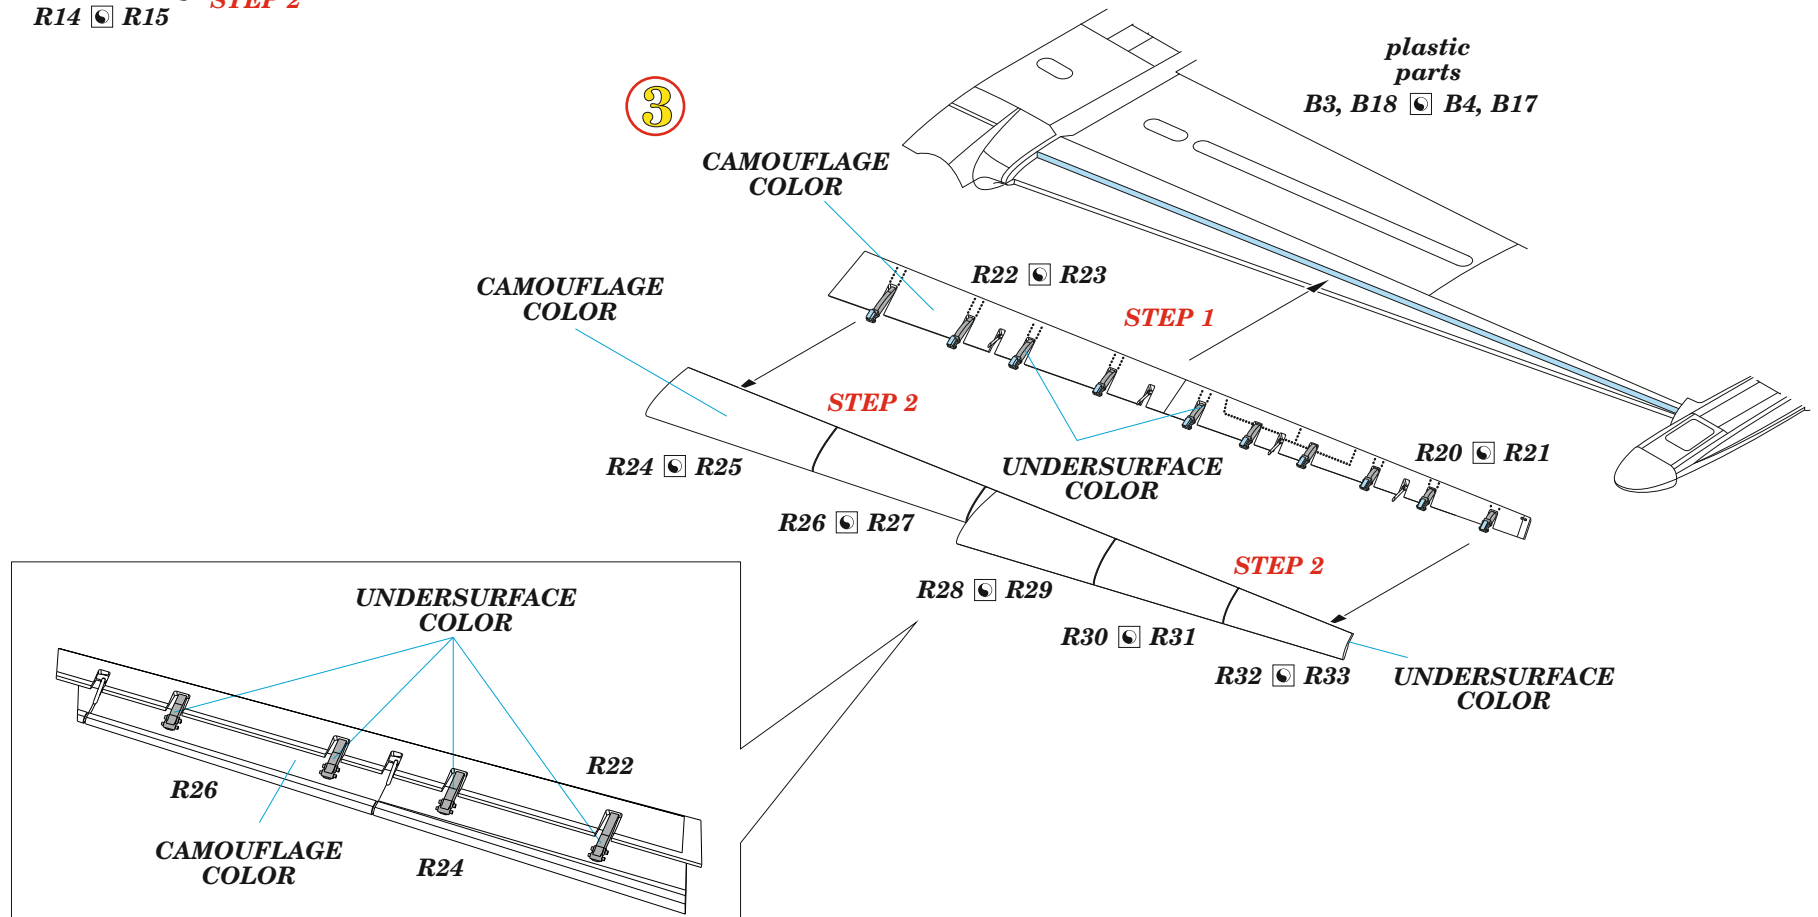 STEP 2
R14 R15
3
plastic
parts
B3, B18 B4, B17
CAMOUFLAGE
COLOR
R22 R23
CAMOUFLAGE
COLOR
STEP 1
STEP 2
R20 R21
R24 R25
UNDERSURFACE
COLOR
R26 R27
STEP 2
R28 R29
R30 R31
R32 R33
UNDERSURFACE
COLOR
UNDERSURFACE
COLOR
R22
R26
CAMOUFLAGE
COLOR
R24